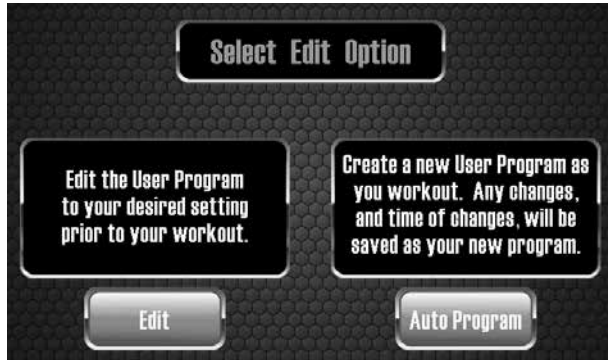 Select Edit Option
Edit the User Program
to your desired setting
prior to your workout.
Create a new User Program as
you workout. Any changes,
and time of changes, will be
saved as your new program.
Edit
Auto Program